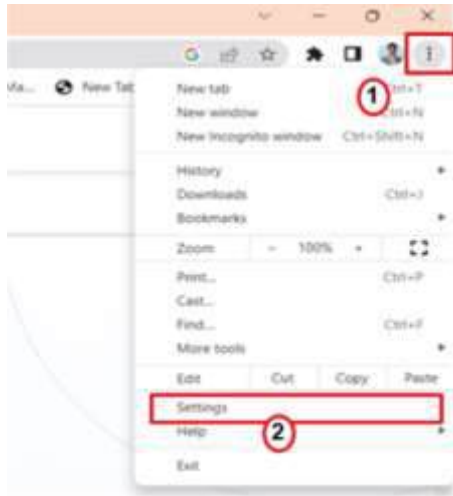 Ma... New Tab
New tab Ctrl+T
1
New window Ctrl+N
New Incognito window Ctrl+Shift+N
History
Downloads Ctrl+J
Bookmarks
Zoom - 100% +
Print... Ctrl+P
Cast...
Find... Ctrl+F
More tools
Edit Cut Copy Paste
Settings
Help
2
Exit